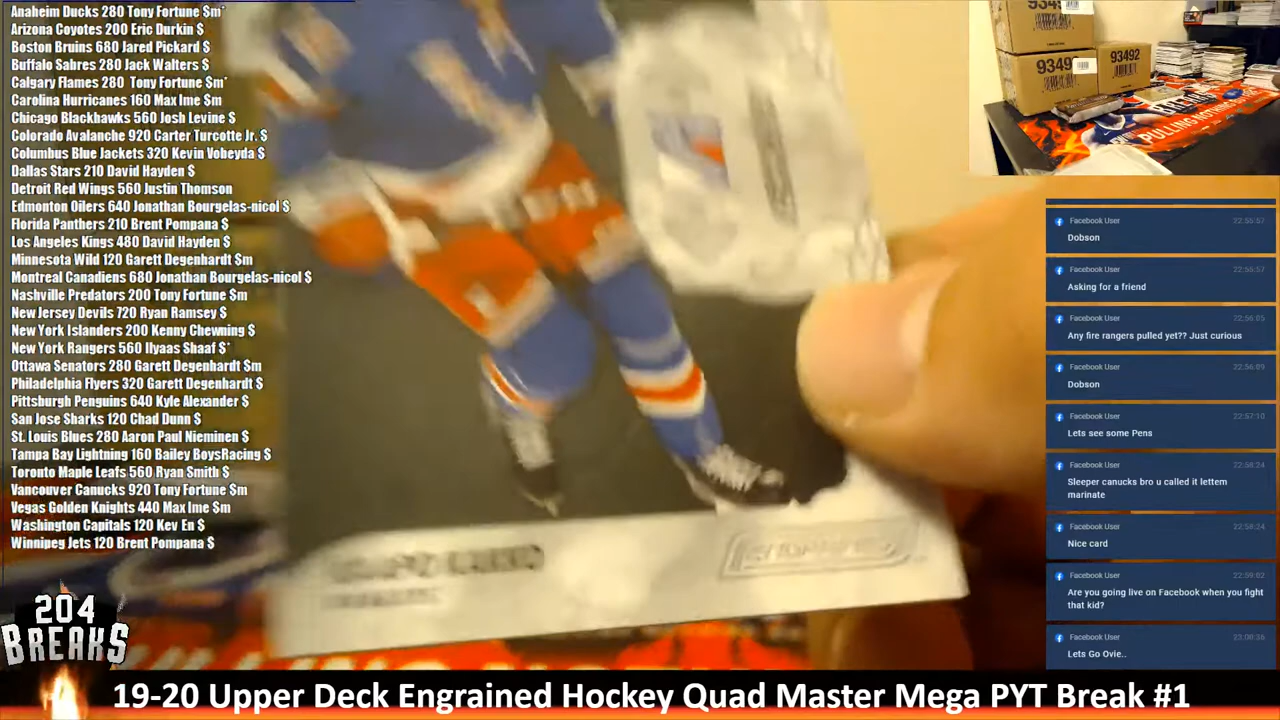 Anaheim Ducks 280 Tony Fortune $m*
Arizona Coyotes 200 Eric Durkin $
Boston Bruins 680 Jared Pickard $
Buffalo Sabres 280 Jack Walters $
Calgary Flames 280 Tony Fortune $m*
Carolina Hurricanes 160 Max Ime $m
Chicago Blackhawks 560 Josh Levine $
Colorado Avalanche 920 Carter Turcotte Jr. $
Columbus Blue Jackets 320 Kevin Vobeyda $
Dallas Stars 210 David Hayden $
Detroit Red Wings 560 Justin Thomson
Edmonton Oilers 640 Jonathan Bourgelas-nicol $
Florida Panthers 210 Brent Pompana $
Los Angeles Kings 480 David Hayden $
Minnesota Wild 120 Garett Degenhardt $m
Montreal Canadiens 680 Jonathan Bourgelas-nicol $
Nashville Predators 200 Tony Fortune $m
New Jersey Devils 720 Ryan Ramsey $
New York Islanders 200 Kenny Chewning $
New York Rangers 560 Ilyaas Shaaf $*
Ottawa Senators 280 Garett Degenhardt $m
Philadelphia Flyers 320 Garett Degenhardt $
Pittsburgh Penguins 640 Kyle Alexander $
San Jose Sharks 120 Chad Dunn $
St. Louis Blues 280 Aaron Paul Nieminen $
Tampa Bay Lightning 160 Bailey BoysRacing $
Toronto Maple Leafs 560 Ryan Smith $
Vancouver Canucks 920 Tony Fortune $m
Vegas Golden Knights 440 Max Ime $m
Washington Capitals 120 Kev En $
Winnipeg Jets 120 Brent Pompana $
204
BREAKS
93492
PULLING NOTHING
Facebook User 22:55:57
Dobson
Facebook User 22:56:57
Asking for a friend
Facebook User 22:56:05
Any fire rangers pulled yet?? Just curious
Facebook User 22:56:09
Dobson
Facebook User 22:57:10
Lets see some Pens
Facebook User 22:58:24
Sleeper canucks bro u called it lettem
marinate
Facebook User 22:58:24
Nice card
Facebook User 22:59:02
Are you going live on Facebook when you fight
that kid?
Facebook User 23:00:36
Lets Go Ovie..
19-20 Upper Deck Engrained Hockey Quad Master Mega PYT Break #1